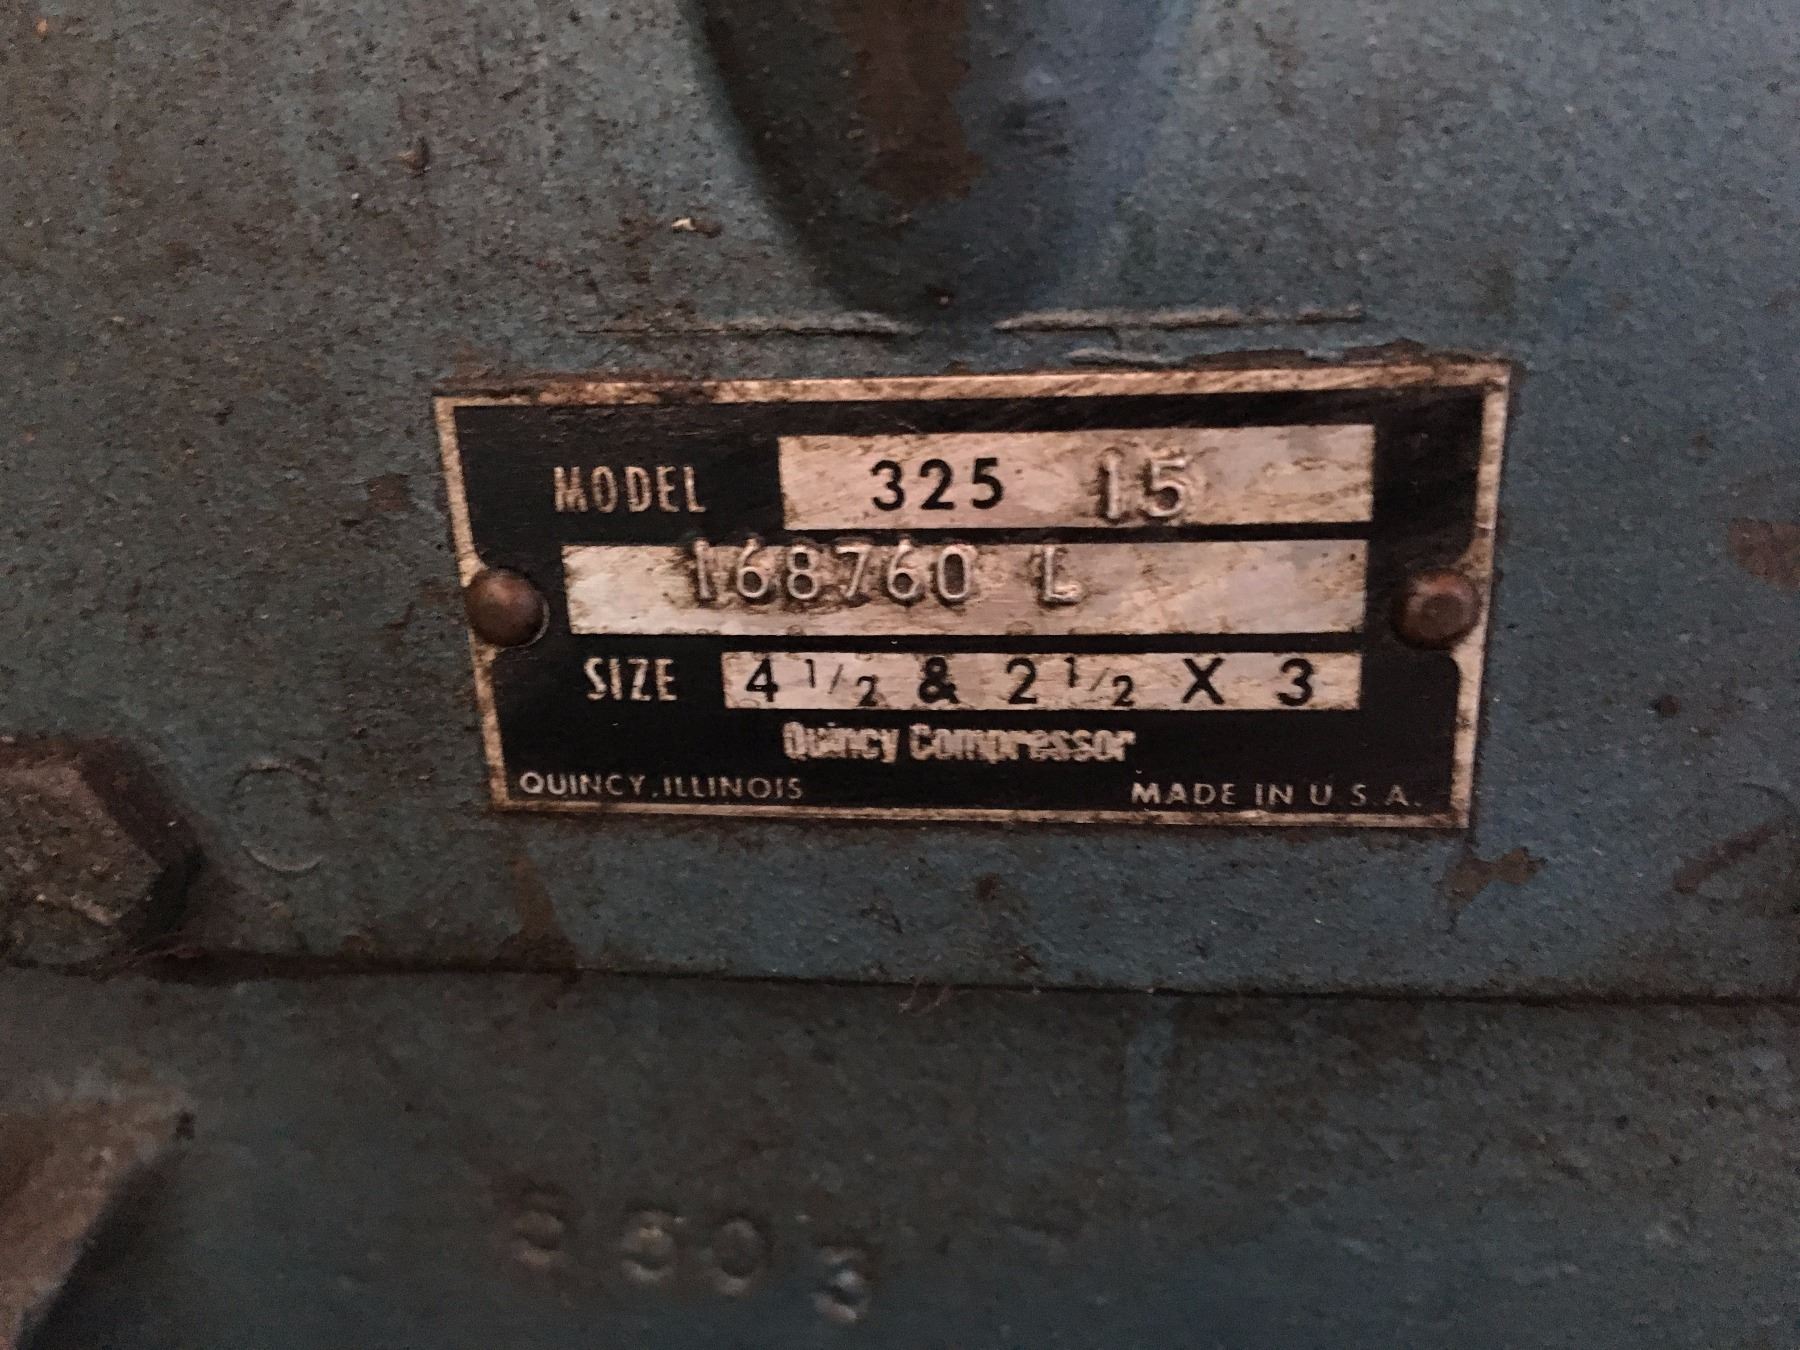 MODEL 325 15
168760 L
SIZE 4 1/2 & 2 1/2 X 3
Quincy Compressor
QUINCY, ILLINOIS MADE IN U.S.A.